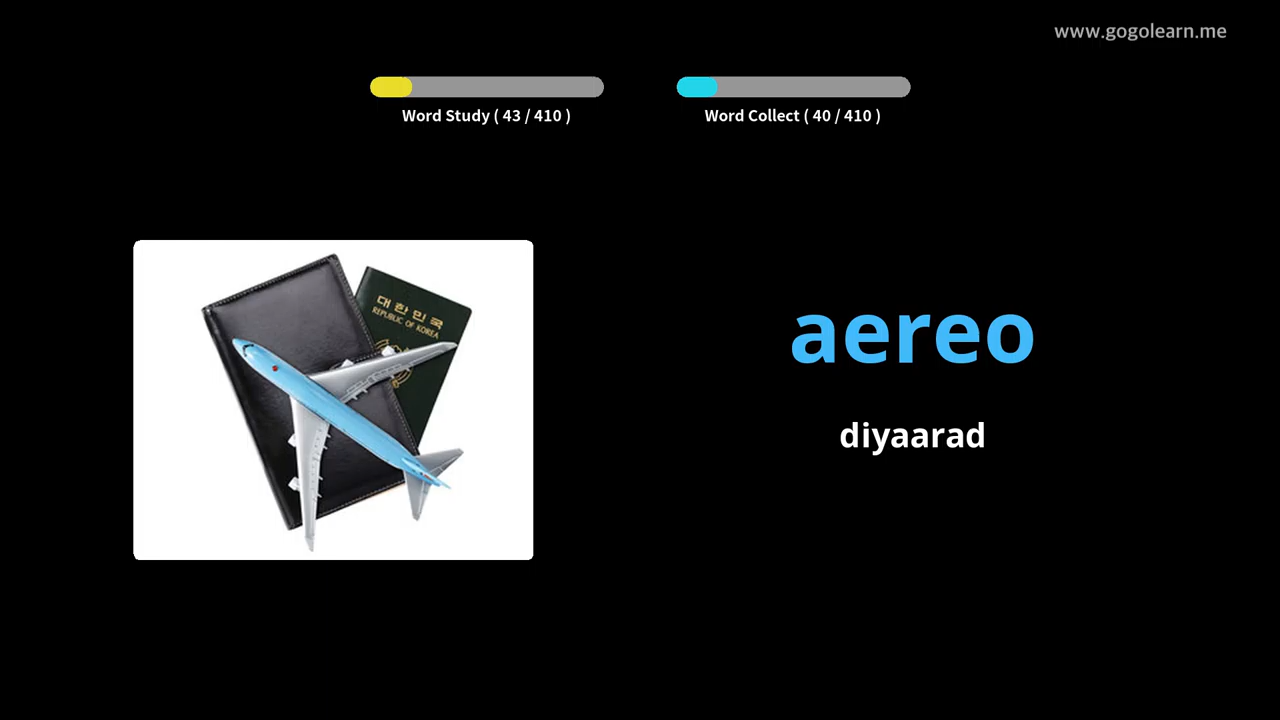 www.gogolearn.me
Word Study ( 43 / 410 )
Word Collect ( 40 / 410 )
대한민국
REPUBLIC OF KOREA
aereo
diyaarad